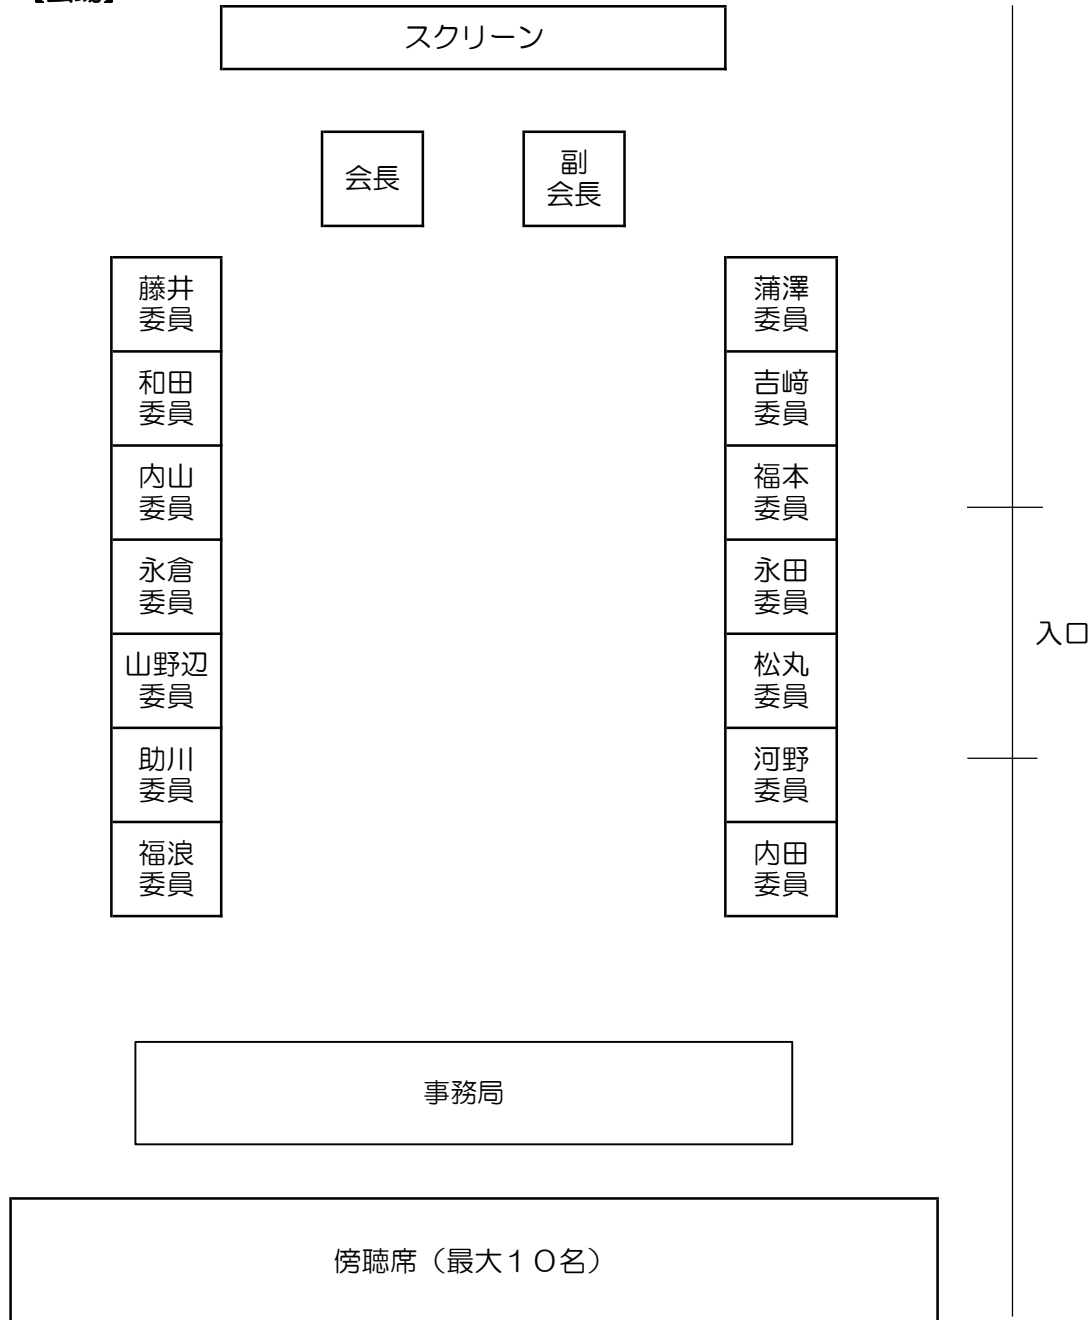 スクリーン
会長
副
会長
藤井
委員
蒲澤
委員
和田
委員
吉﨑
委員
内山
委員
福本
委員
永倉
委員
永田
委員
入口
山野辺
委員
松丸
委員
助川
委員
河野
委員
福浪
委員
内田
委員
事務局
傍聴席（最大１０名）